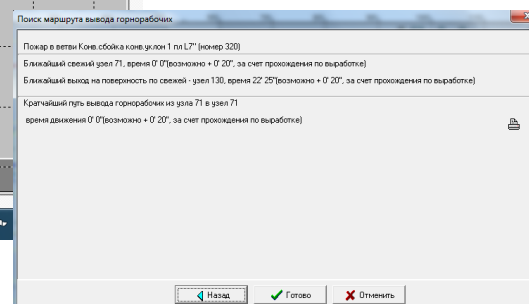 Поиск маршрута вывода горнорабочих
Пожар в ветви Конв.сбойка конв.уклон 1 пл L7'' (номер 320)
Ближайший свежий узел 71, время 0' 0''(возможно + 0' 20'', за счет прохождения по выработке)
Ближайший выход на поверхность по свежей - узел 130, время 22' 25''(возможно + 0' 20'', за счет прохождения по выработке)
Кратчайший путь вывода горнорабочих из узла 71 в узел 71
время движения 0' 0''(возможно + 0' 20'', за счет прохождения по выработке)
Назад Готово Отменить